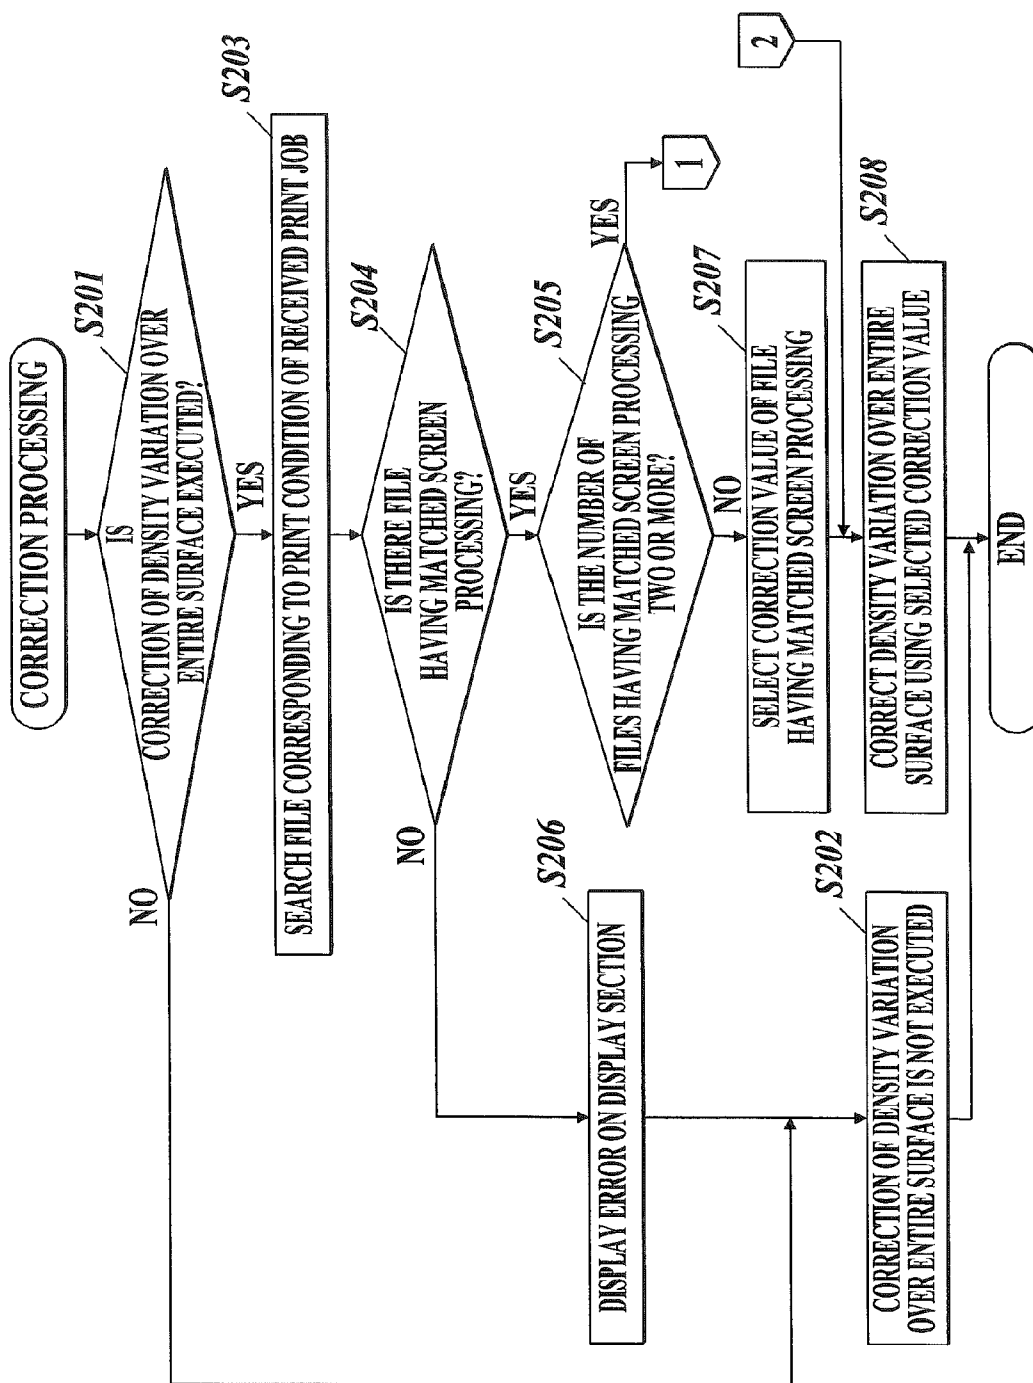 CORRECTION PROCESSING
S201
IS
CORRECTION OF DENSITY VARIATION OVER
ENTIRE SURFACE EXECUTED?
NO
YES
S203
SEARCH FILE CORRESPONDING TO PRINT CONDITION OF RECEIVED PRINT JOB
S204
IS THERE FILE
HAVING MATCHED SCREEN
PROCESSING?
NO
YES
S205
IS THE NUMBER OF
FILES HAVING MATCHED SCREEN PROCESSING
TWO OR MORE?
YES
1
NO
S206
DISPLAY ERROR ON DISPLAY SECTION
S207
SELECT CORRECTION VALUE OF FILE
HAVING MATCHED SCREEN PROCESSING
2
S202
CORRECTION OF DENSITY VARIATION
OVER ENTIRE SURFACE IS NOT EXECUTED
S208
CORRECT DENSITY VARIATION OVER ENTIRE
SURFACE USING SELECTED CORRECTION VALUE
END